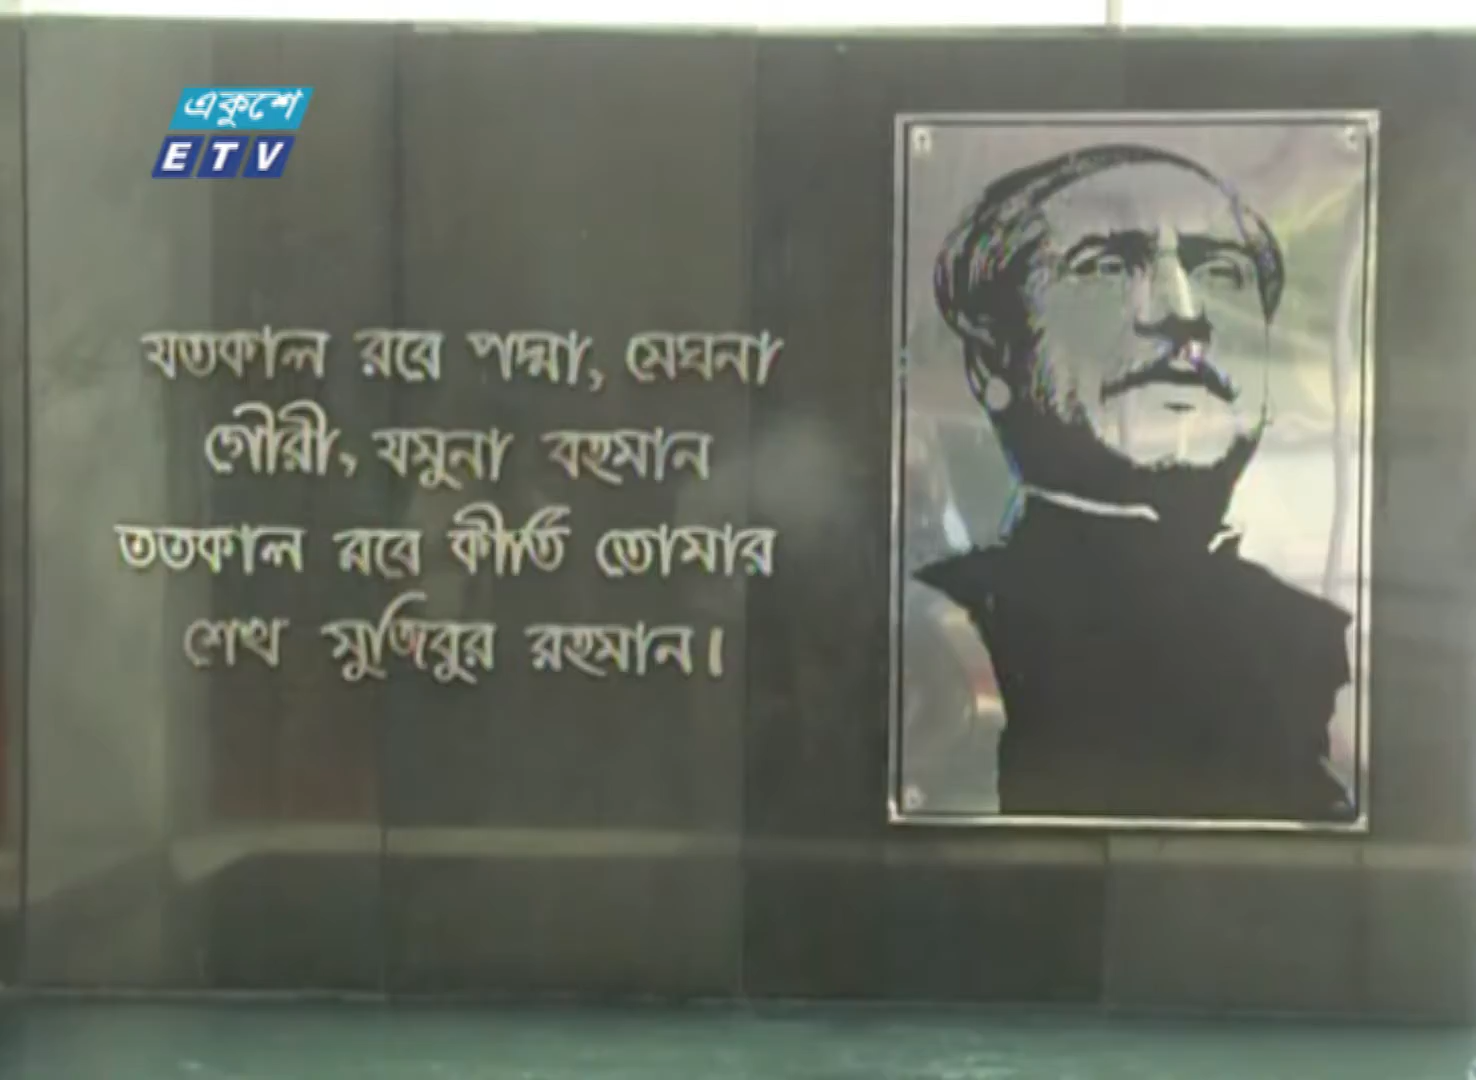 একুশে
ETV
যতকাল রবে পদ্মা, মেঘনা
গৌরী, যমুনা বহমান
ততকাল রবে কীর্তি তোমার
শেখ মুজিবুর রহমান।